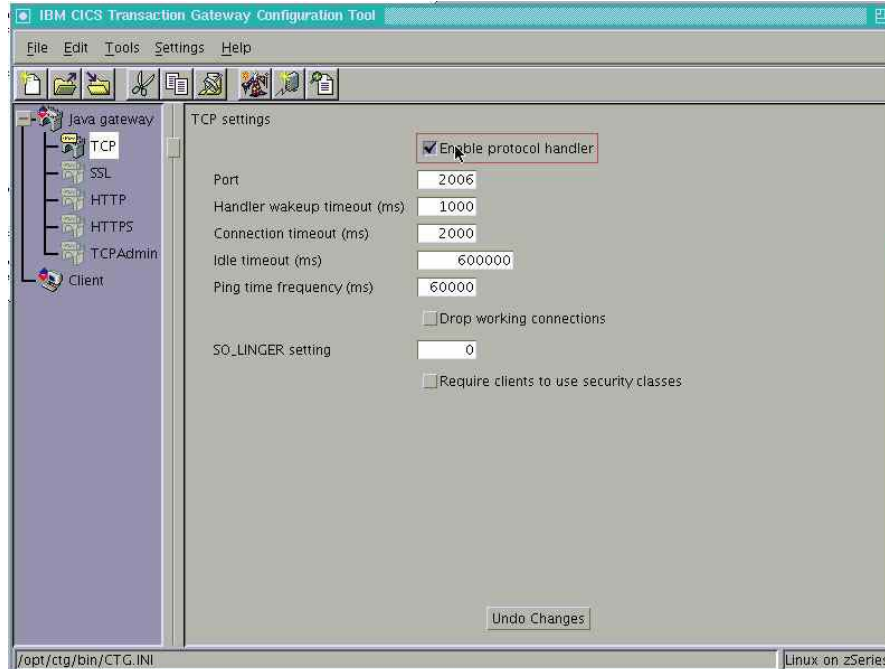 IBM CICS Transaction Gateway Configuration Tool
File Edit Tools Settings Help
Java gateway
TCP
SSL
HTTP
HTTPS
TCPAdmin
Client
TCP settings
Enable protocol handler
Port 2006
Handler wakeup timeout (ms) 1000
Connection timeout (ms) 2000
Idle timeout (ms) 600000
Ping time frequency (ms) 60000
Drop working connections
SO_LINGER setting 0
Require clients to use security classes
Undo Changes
/opt/ctg/bin/CTG.INI Linux on zSeries